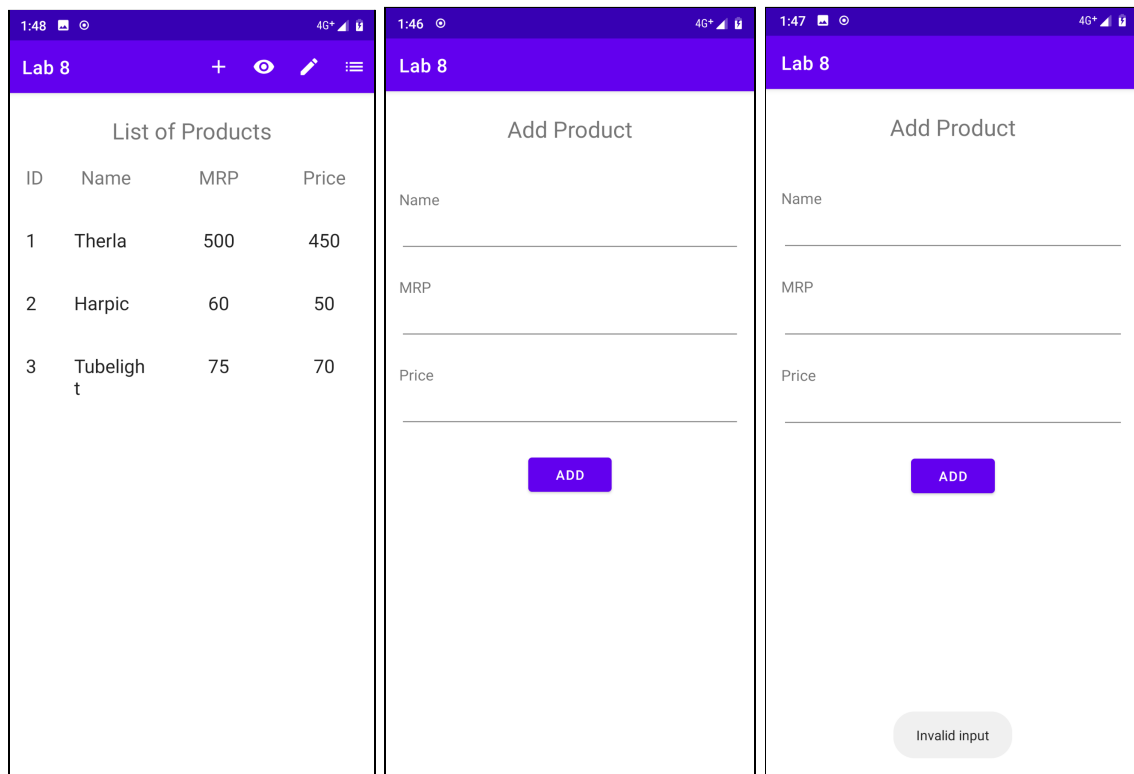 1:48 4G+
Lab 8
List of Products
ID Name MRP Price
1 Therla 500 450
2 Harpic 60 50
3 Tubeligh 75 70
t
1:46 4G+
Lab 8
Add Product
Name
MRP
Price
ADD
1:47 4G+
Lab 8
Add Product
Name
MRP
Price
ADD
Invalid input